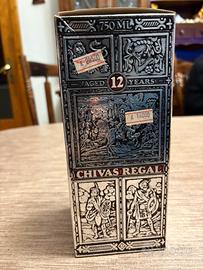 750 ML
AGED 12 YEARS
CHIVAS REGAL